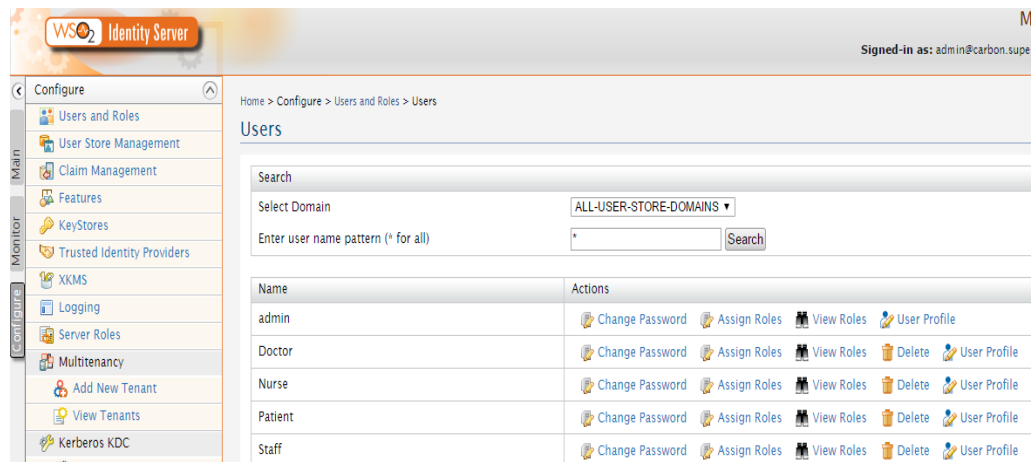 M
WSO2 Identity Server
Signed-in as: admin@carbon.supe
Configure
Home > Configure > Users and Roles > Users
Users and Roles
Users
User Store Management
Main
Claim Management
Search
Features
Select Domain ALL-USER-STORE-DOMAINS
KeyStores
Monitor
Enter user name pattern (* for all) * Search
Trusted Identity Providers
XKMS
Name Actions
Logging
Configure
admin Change Password Assign Roles View Roles User Profile
Server Roles
Doctor Change Password Assign Roles View Roles Delete User Profile
Multitenancy
Nurse Change Password Assign Roles View Roles Delete User Profile
Add New Tenant
Patient Change Password Assign Roles View Roles Delete User Profile
View Tenants
Kerberos KDC
Staff Change Password Assign Roles View Roles Delete User Profile